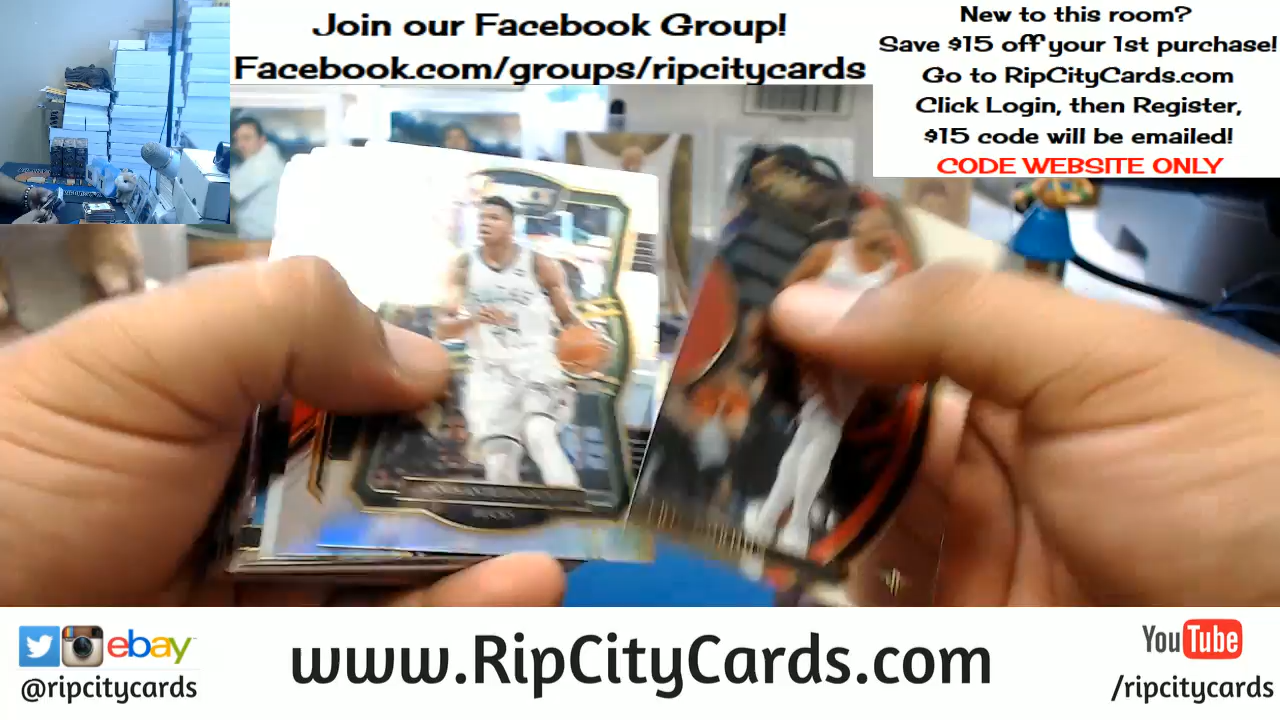 Join our Facebook Group!
Facebook.com/groups/ripcitycards
New to this room?
Save $15 off your 1st purchase!
Go to RipCityCards.com
Click Login, then Register,
$15 code will be emailed!
CODE WEBSITE ONLY
BUCKS
ebay
@ripcitycards
www.RipCityCards.com
YouTube
/ripcitycards